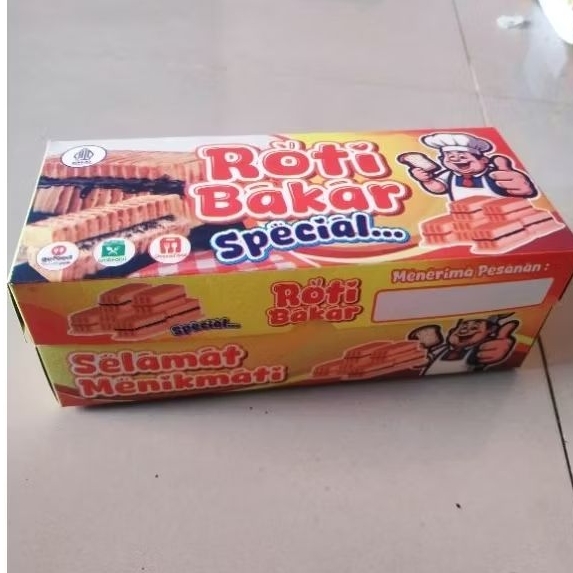 Roti
Bakar
Special...
Menerima Pesanan :
Special...
Roti
Bakar
Selamat
Menikmati